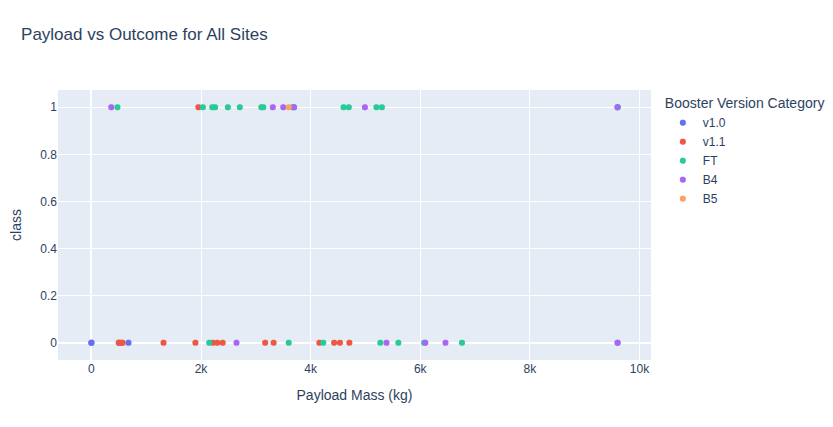 Payload vs Outcome for All Sites
Booster Version Category
v1.0
v1.1
FT
B4
B5
class
1
0.8
0.6
0.4
0.2
0
0
2k
4k
6k
8k
10k
Payload Mass (kg)